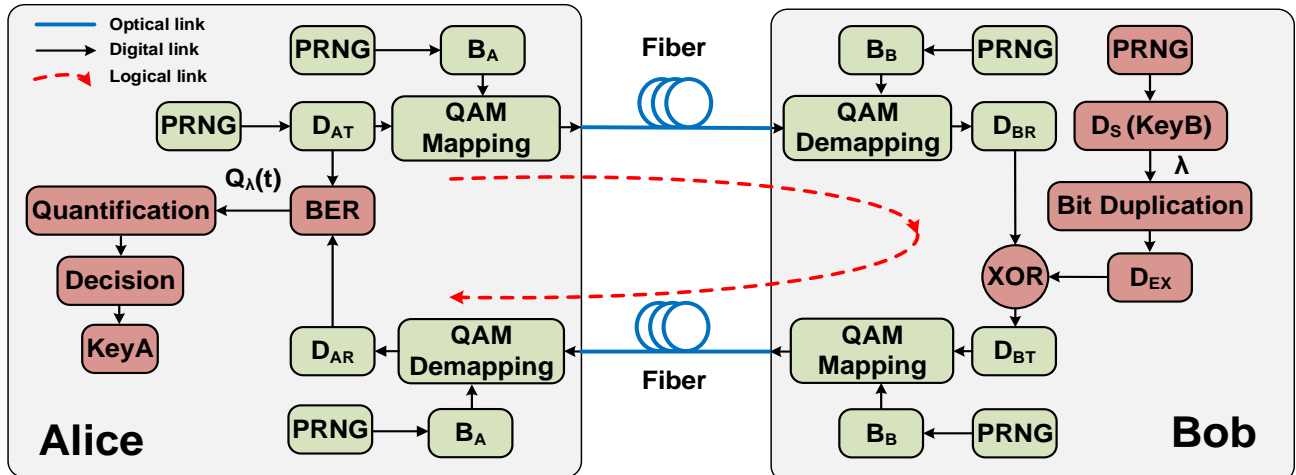 Optical link
Digital link
Logical link
PRNG
B_A
PRNG
D_AT
QAM
Mapping
Q_λ(t)
Quantification
BER
Decision
KeyA
D_AR
QAM
Demapping
PRNG
B_A
Alice
Fiber
Fiber
B_B
PRNG
PRNG
QAM
Demapping
D_BR
D_S (KeyB)
λ
Bit Duplication
XOR
D_EX
QAM
Mapping
D_BT
B_B
PRNG
Bob